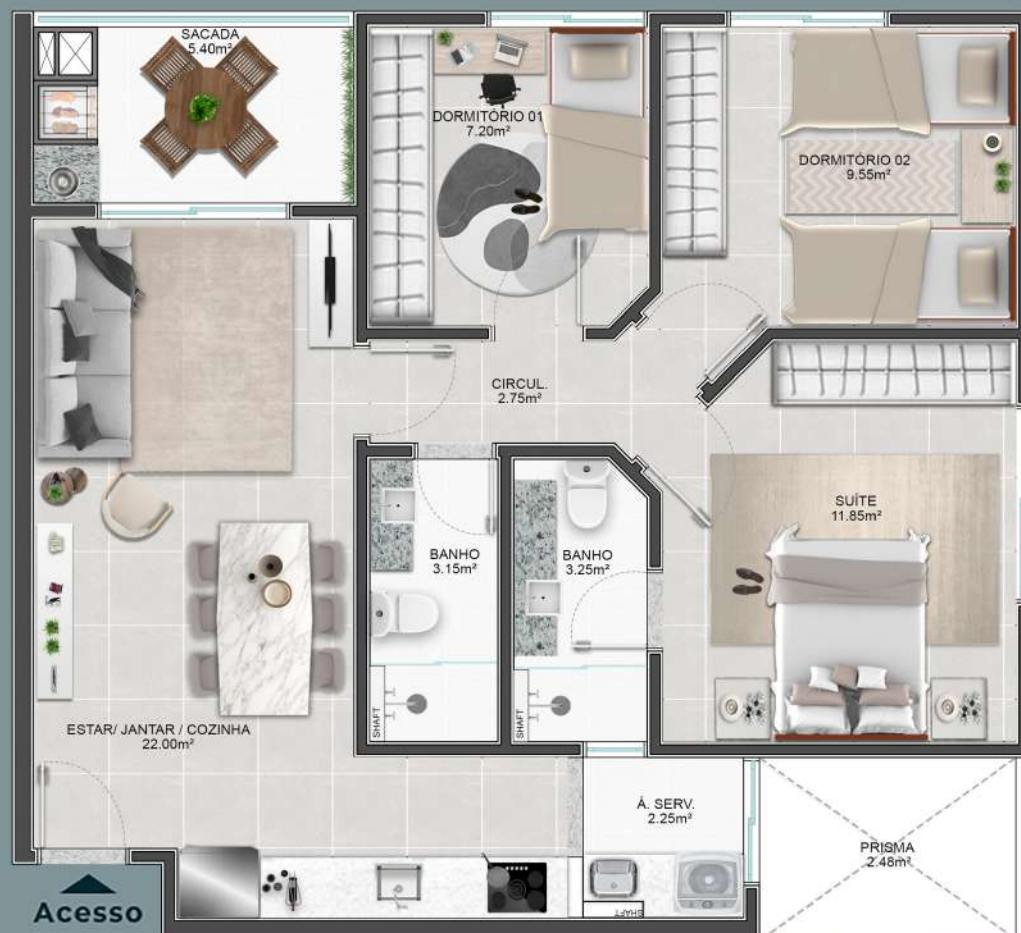 SACADA
5.40m²
DORMITÓRIO 01
7.20m²
DORMITÓRIO 02
9.55m²
CIRCUL.
2.75m²
SUÍTE
11.85m²
BANHO
3.15m²
BANHO
3.25m²
SHAFT
SHAFT
ESTAR/ JANTAR / COZINHA
22.00m²
Á. SERV.
2.25m²
PRISMA
2.48m²
SHAFT
Acesso